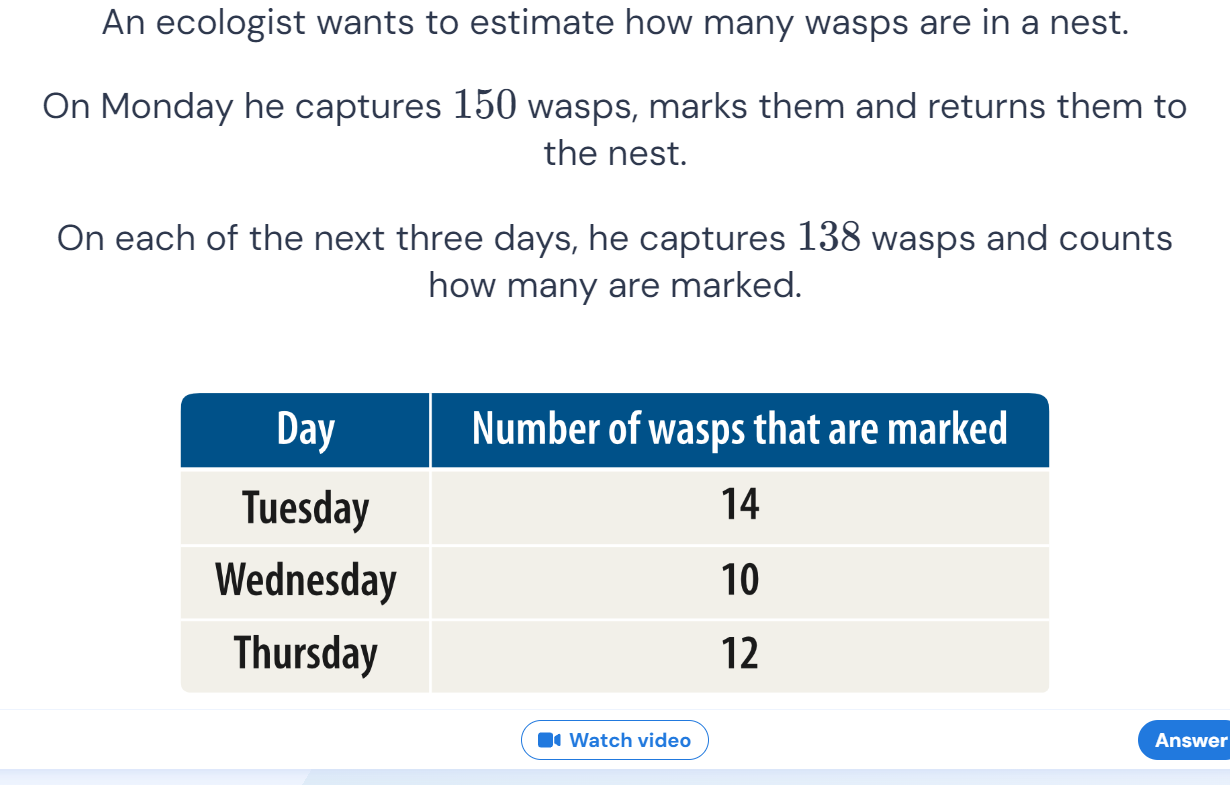 An ecologist wants to estimate how many wasps are in a nest.
On Monday he captures 150 wasps, marks them and returns them to
the nest.
On each of the next three days, he captures 138 wasps and counts
how many are marked.
Day Number of wasps that are marked
Tuesday 14
Wednesday 10
Thursday 12
Watch video Answer